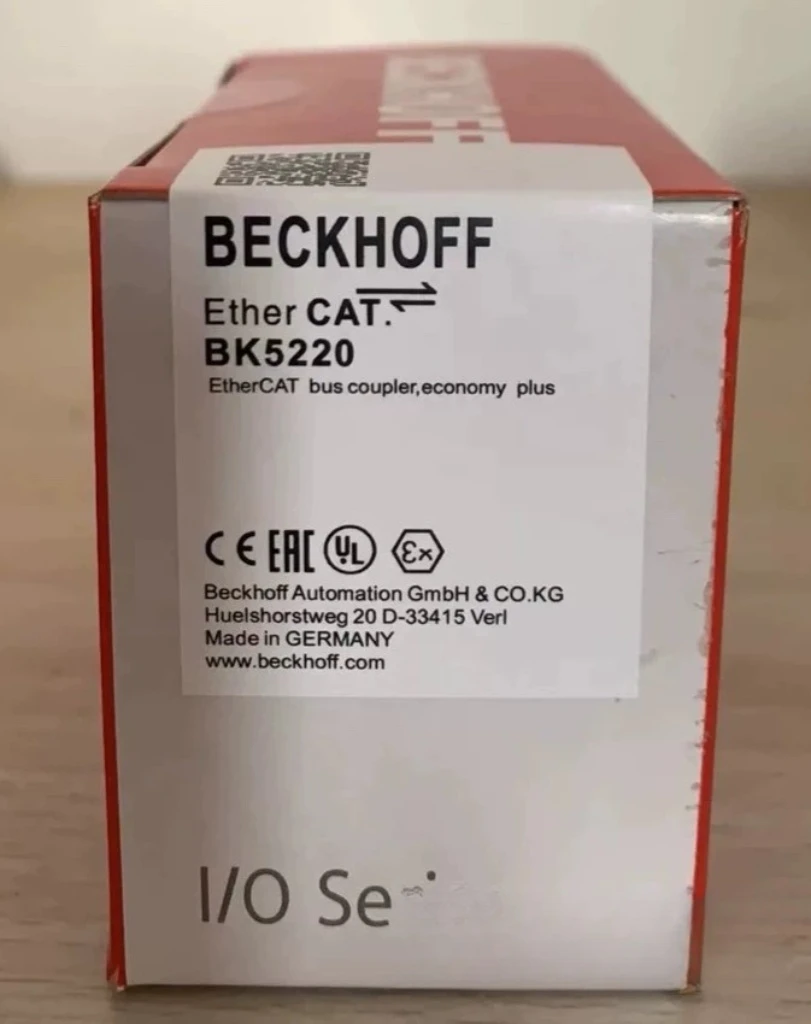 BECKHOFF
Ether CAT.
BK5220
EtherCAT bus coupler,economy plus
CE EAC UL Ex
Beckhoff Automation GmbH & CO.KG
Huelshorstweg 20 D-33415 Verl
Made in GERMANY
www.beckhoff.com
I/O Se